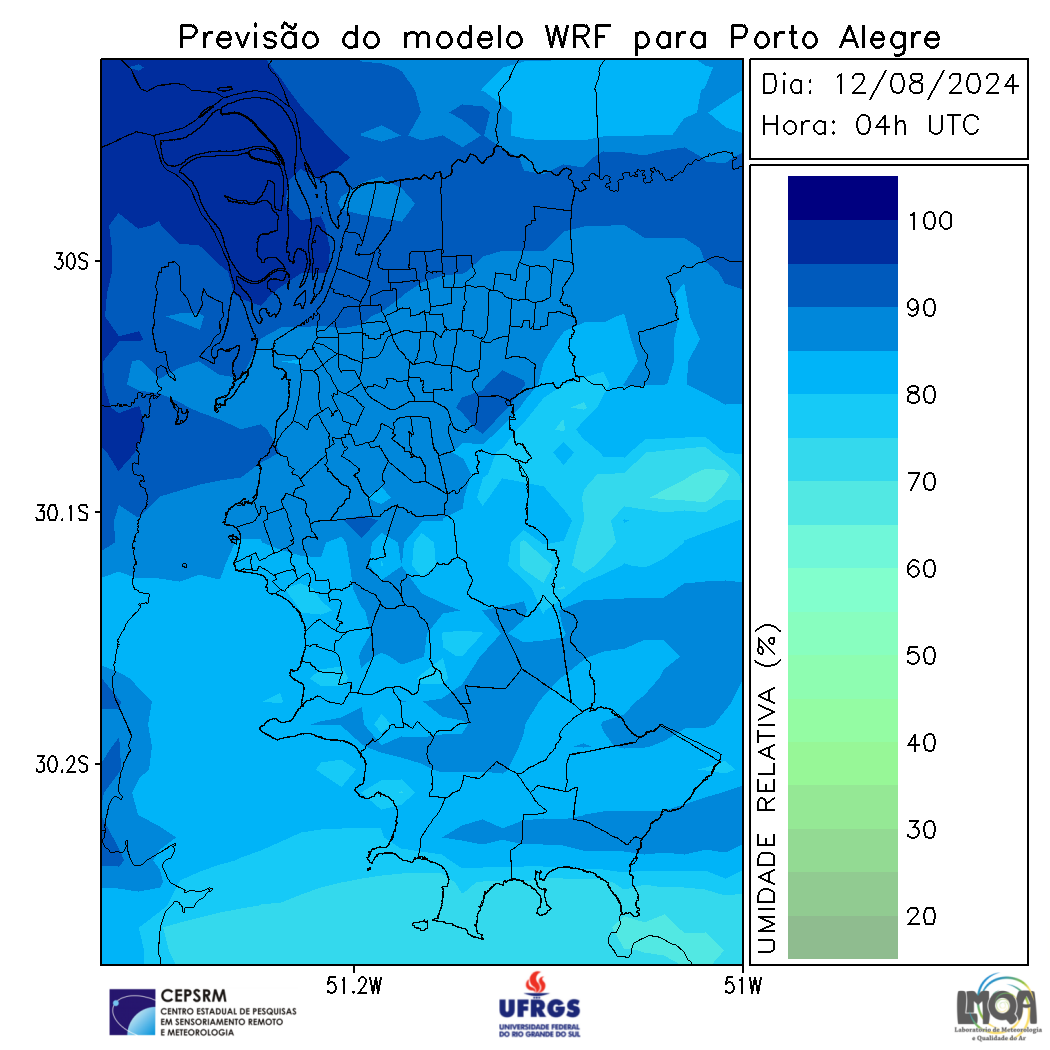 Previsão do modelo WRF para Porto Alegre
Dia: 12/08/2024
Hora: 04h UTC
100
90
80
70
60
50
40
30
20
UMIDADE RELATIVA (%)
30S
30.1S
30.2S
51.2W
51W
CEPSRM
CENTRO ESTADUAL DE PESQUISAS
EM SENSORIAMENTO REMOTO
E METEOROLOGIA
UFRGS
UNIVERSIDADE FEDERAL
DO RIO GRANDE DO SUL
LMQA
Laboratório de Meteorologia
e Qualidade do Ar